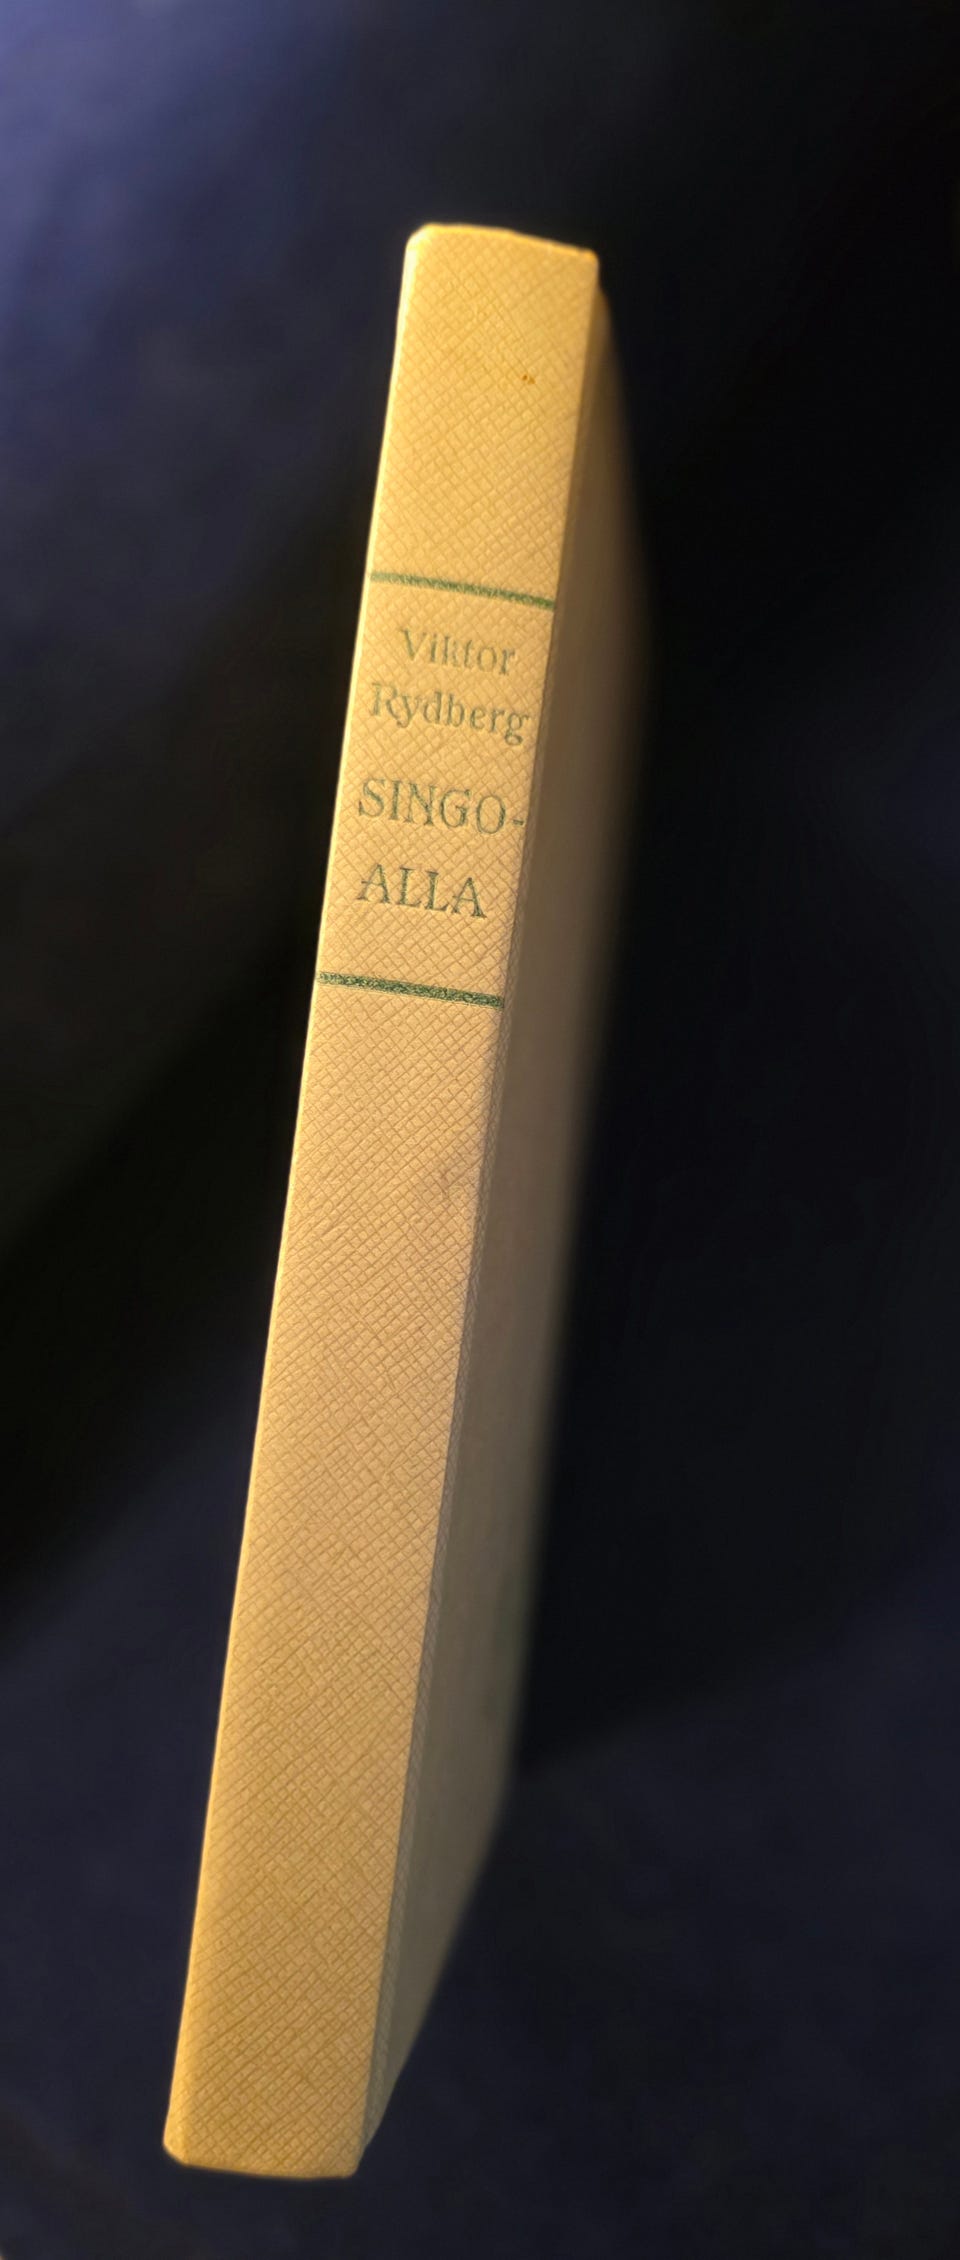 Viktor
Rydberg
SINGO-
ALLA